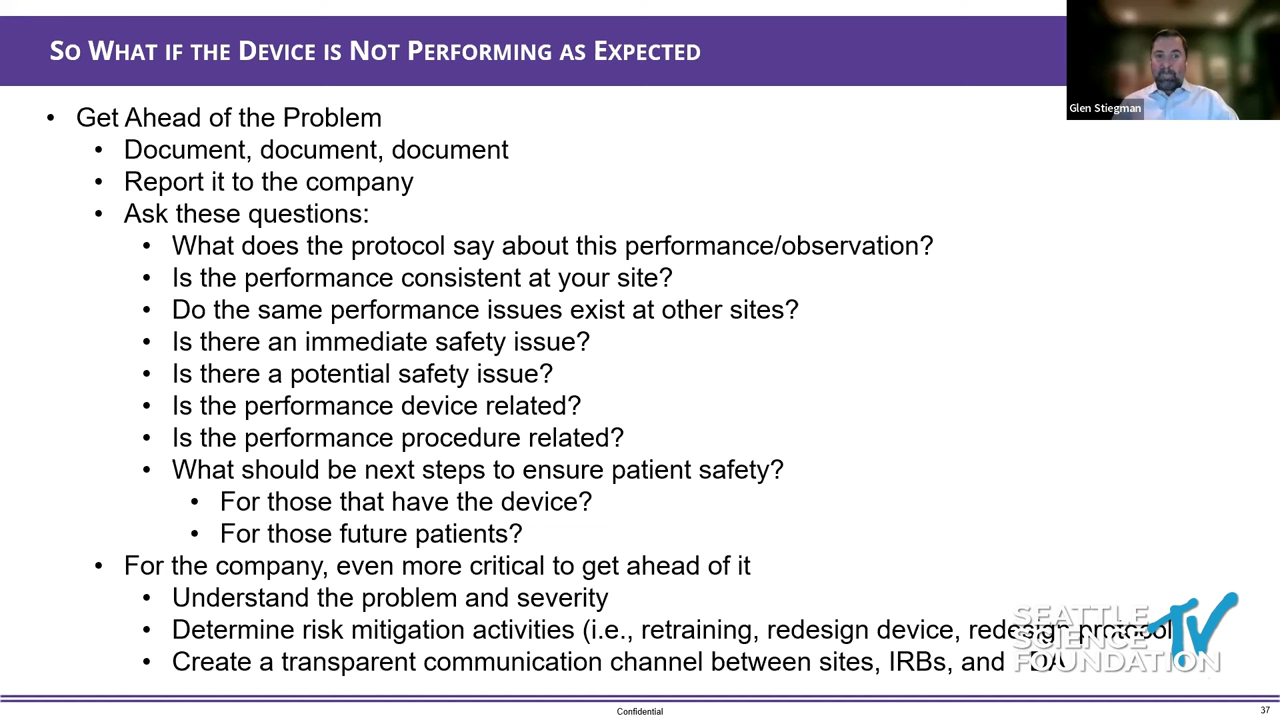 So What if the Device is Not Performing as Expected
Glen Stiegman
• Get Ahead of the Problem
• Document, document, document
• Report it to the company
• Ask these questions:
• What does the protocol say about this performance/observation?
• Is the performance consistent at your site?
• Do the same performance issues exist at other sites?
• Is there an immediate safety issue?
• Is there a potential safety issue?
• Is the performance device related?
• Is the performance procedure related?
• What should be next steps to ensure patient safety?
• For those that have the device?
• For those future patients?
• For the company, even more critical to get ahead of it
• Understand the problem and severity
• Determine risk mitigation activities (i.e., retraining, redesign device, redesign protocol
• Create a transparent communication channel between sites, IRBs, and
SEATTLE
SCIENCE
FOUNDATION
TV
Confidential
37